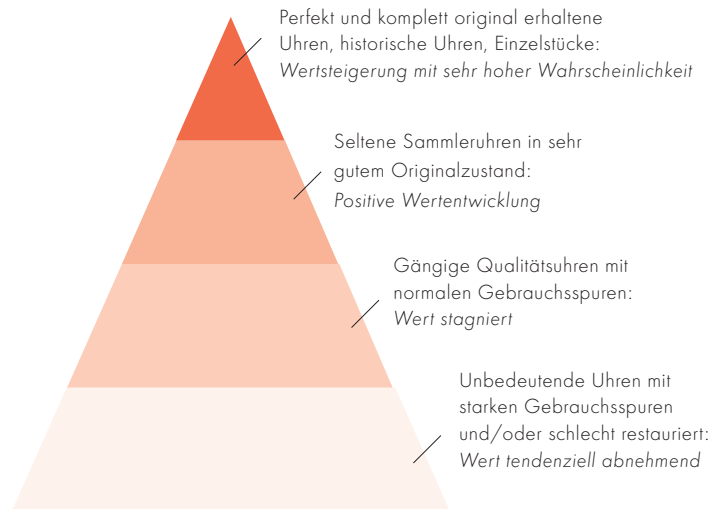 Perfekt und komplett original erhaltene
Uhren, historische Uhren, Einzelstücke:
Wertsteigerung mit sehr hoher Wahrscheinlichkeit
Seltene Sammleruhren in sehr
gutem Originalzustand:
Positive Wertentwicklung
Gängige Qualitätsuhren mit
normalen Gebrauchsspuren:
Wert stagniert
Unbedeutende Uhren mit
starken Gebrauchsspuren
und/oder schlecht restauriert:
Wert tendenziell abnehmend